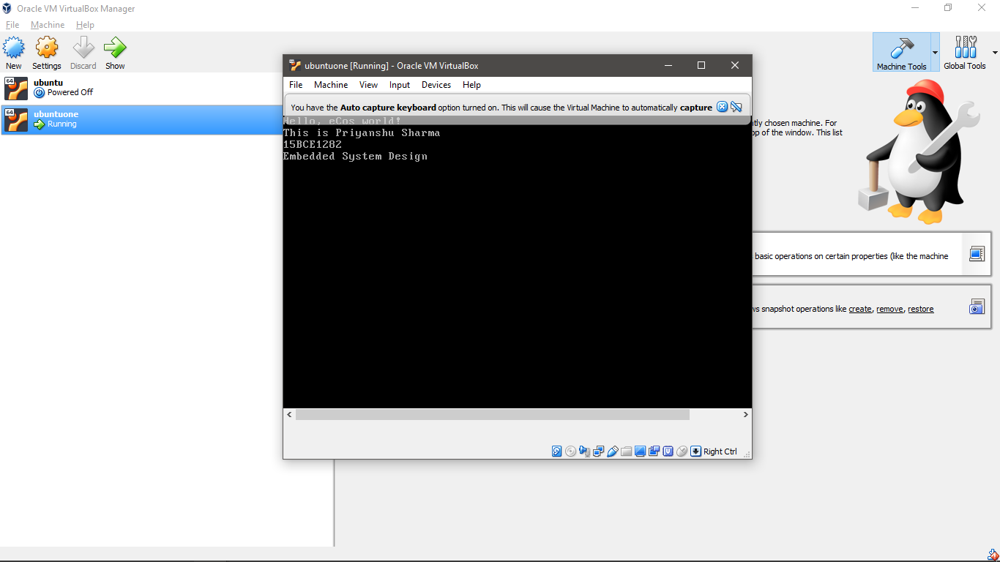 Oracle VM VirtualBox Manager
File Machine Help
New Settings Discard Show
Machine Tools Global Tools
64 ubuntu
Powered Off
64 ubuntuone
Running
ubuntuone [Running] - Oracle VM VirtualBox
File Machine View Input Devices Help
You have the Auto capture keyboard option turned on. This will cause the Virtual Machine to automatically capture
Hello, eCos world!
This is Priyanshu Sharma
15BCE1282
Embedded System Design
Right Ctrl
ntly chosen machine. For
op of the window. This list
basic operations on certain properties (like the machine
ws snapshot operations like create, remove, restore